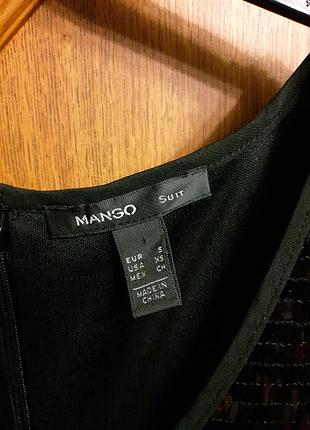 MANGO SUIT
EUR S
USA XS
MEX CH
MADE IN
CHINA